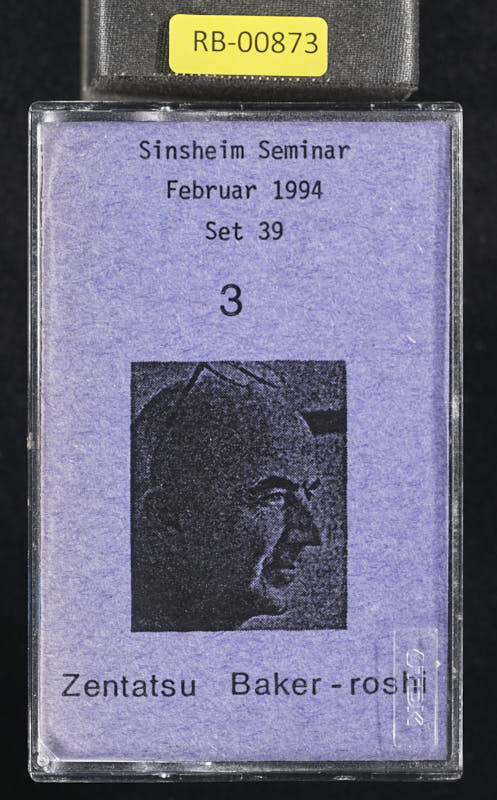 RB-00873
Sinsheim Seminar
Februar 1994
Set 39
3
Zentatsu Baker-roshi